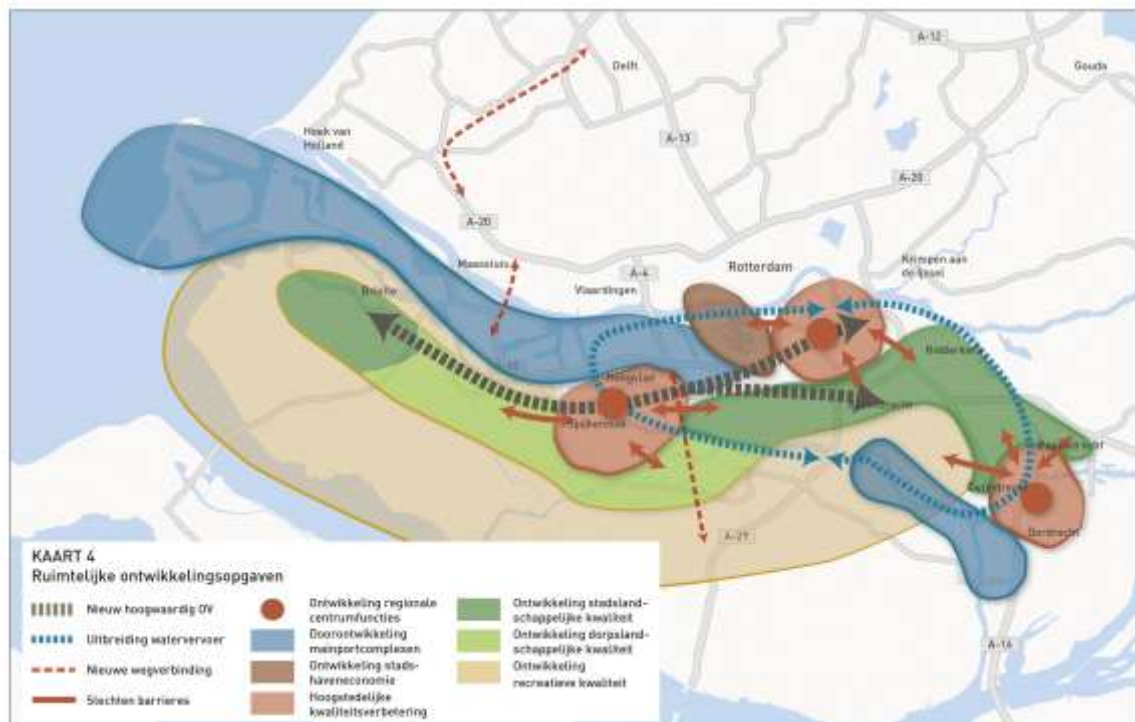 A-12
Delft
Gouda
Hoek van
Holland
A-13
A-20
A-20
Maassluis
Rotterdam
Krimpen aan
de IJssel
A-4
Vlaardingen
Brielle
Hoogvliet
Spijkenisse
Dordrecht
A-29
A-16
KAART 4
Ruimtelijke ontwikkelingsopgaven
Nieuw hoogwaardig OV
Uitbreiding watervervoer
Nieuwe wegverbinding
Slechten barrieres
Ontwikkeling regionale
centrumfuncties
Doorontwikkeling
mainportcomplexen
Ontwikkeling stads-
haveneconomie
Hoogstedelijke
kwaliteitsverbetering
Ontwikkeling stadsland-
schappelijke kwaliteit
Ontwikkeling dorpsland-
schappelijke kwaliteit
Ontwikkeling
recreatieve kwaliteit